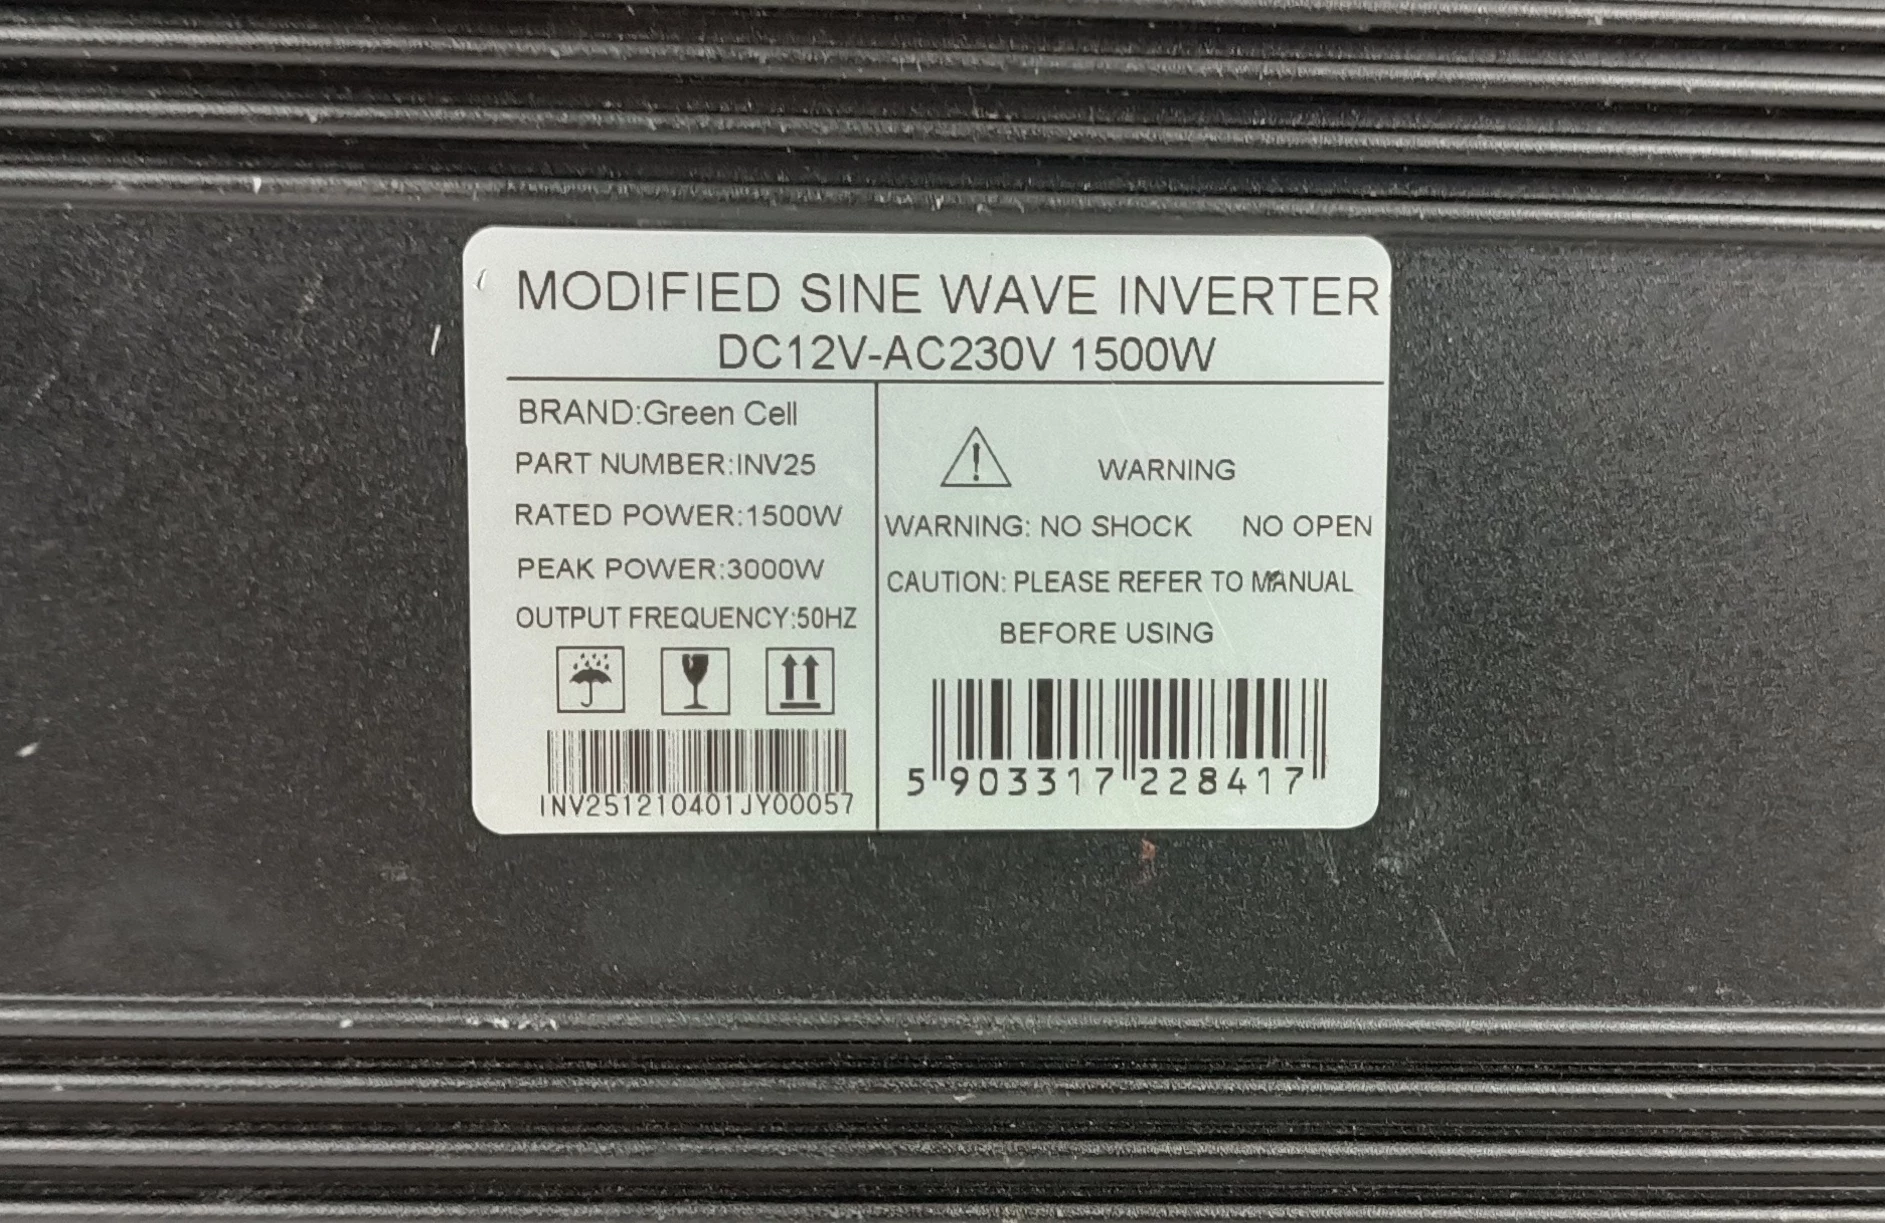 MODIFIED SINE WAVE INVERTER
DC12V-AC230V 1500W
BRAND:Green Cell
PART NUMBER:INV25
RATED POWER:1500W
PEAK POWER:3000W
OUTPUT FREQUENCY:50HZ
INV251210401JY00057
WARNING
WARNING: NO SHOCK NO OPEN
CAUTION: PLEASE REFER TO MANUAL
BEFORE USING
5 903317 228417